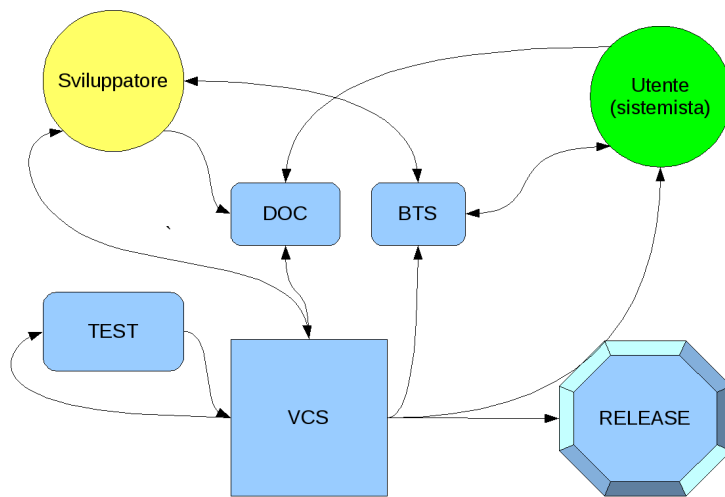 Sviluppatore
Utente
(sistemista)
DOC
BTS
`
TEST
VCS
RELEASE